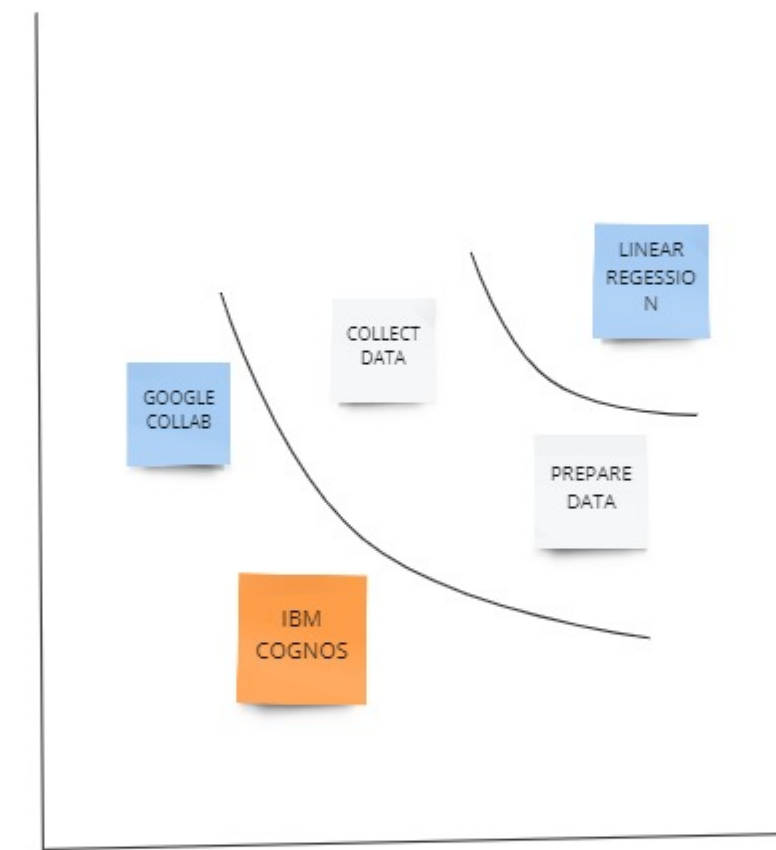 LINEAR
REGESSIO
N
COLLECT
DATA
GOOGLE
COLLAB
PREPARE
DATA
IBM
COGNOS